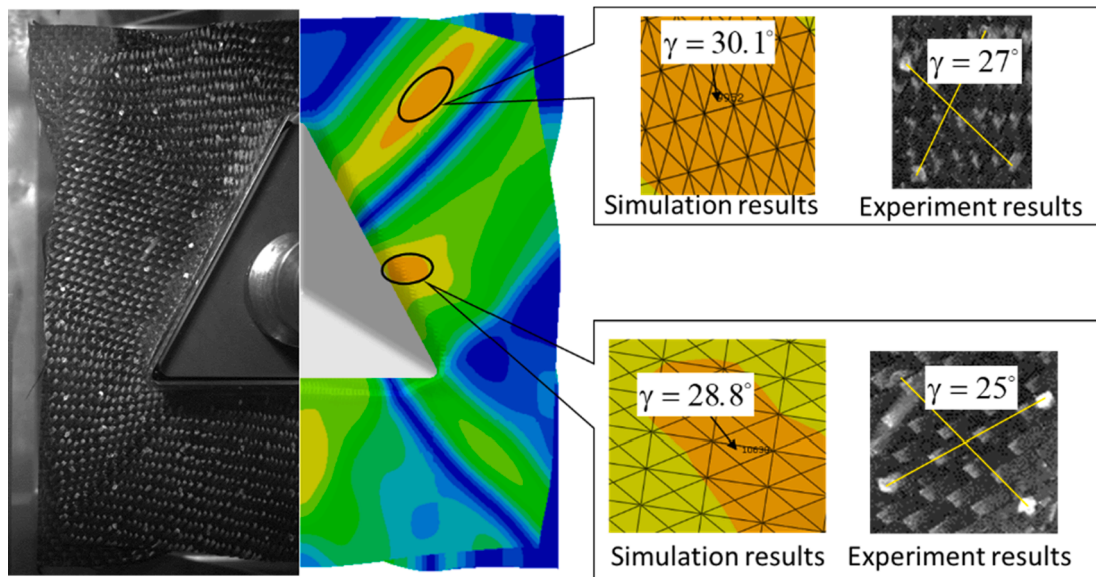 γ = 30.1°
γ = 27°
Simulation results
Experiment results
γ = 28.8°
γ = 25°
Simulation results
Experiment results